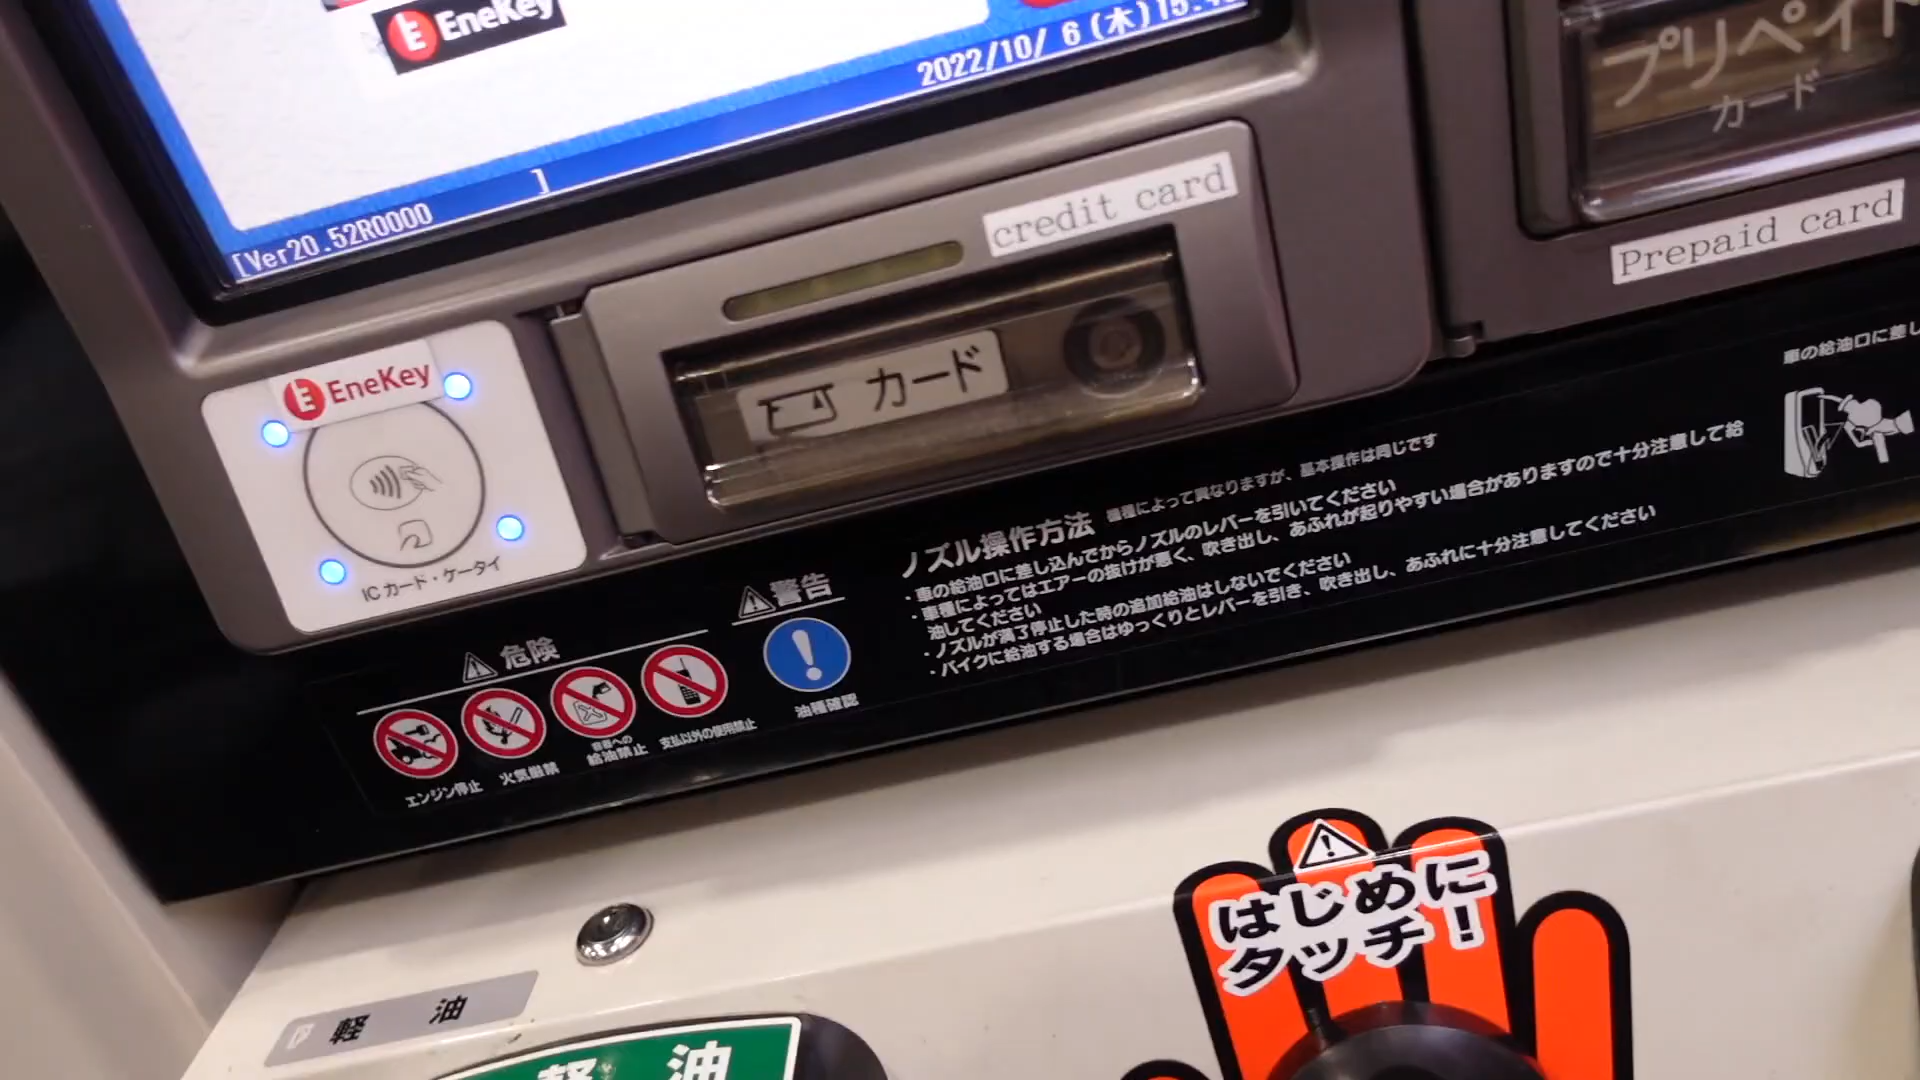 EneKey
2022/10/ 6 (木)15:4
]
[Ver20.52R0000
プリペイド
カード
credit card
Prepaid card
EneKey
カード
ICカード・ケータイ
車の給油口に差し
ノズル操作方法 機種によって異なりますが、基本操作は同じです
・車の給油口に差し込んでからノズルのレバーを引いてください
・車種によってはエアーの抜けが悪く、吹き出し、あふれが起りやすい場合がありますので十分注意して給
油してください
・ノズルが満了停止した時の追加給油はしないでください
・バイクに給油する場合はゆっくりとレバーを引き、吹き出し、あふれに十分注意してください
警告
油種確認
危険
エンジン停止
火気厳禁
容器への
給油禁止
支払以外の使用禁止
はじめに
タッチ!
軽油
軽油